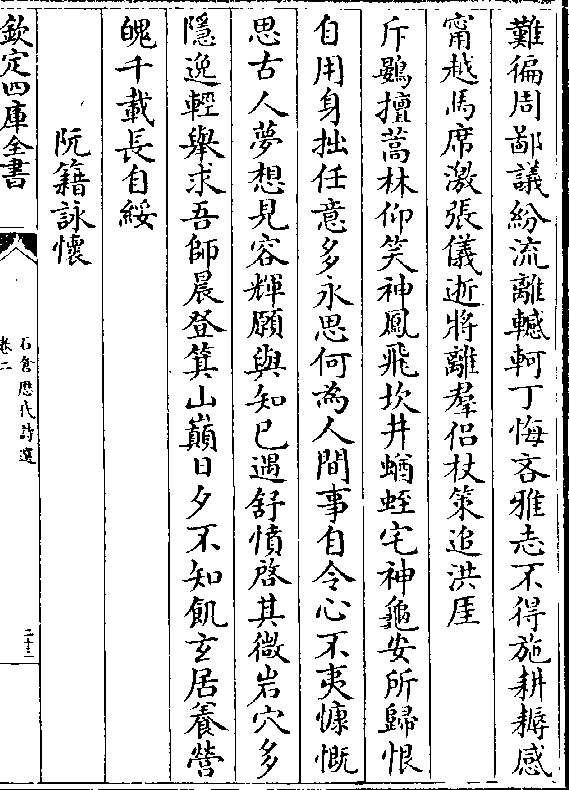 難徧周鄙議紛流離轗軻丁悔吝雅志不得施耕耨感
甯越馬席激張儀逝將離羣侶杖策追洪厓
斥鷃擅蒿林仰笑神鳳飛坎井蝤蛭宅神龜安所歸恨
自用身拙任意多永思何為人間事自令心不夷慷慨
思古人夢想見容輝願與知已遇舒憤啓其微岩穴多
隱逸輕舉求吾師晨登箕山巔日夕不知飢玄居養營
魄千載長自綏
阮籍詠懷
欽定四庫全書
石倉歴代詩選
卷二
二十三